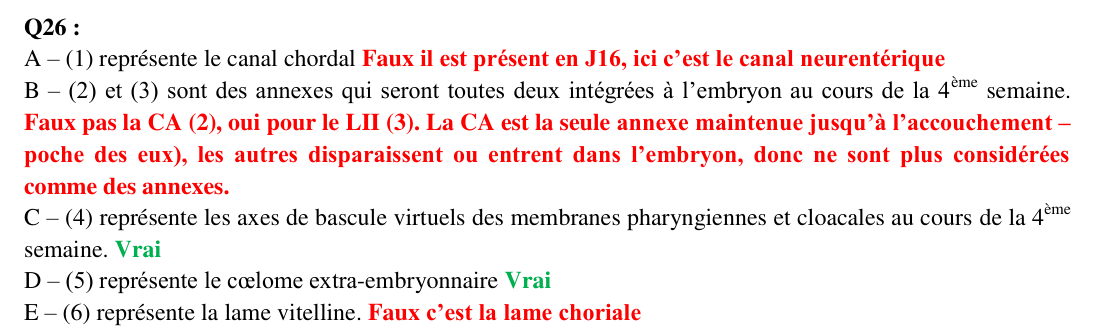 Q26 :
A – (1) représente le canal chordal Faux il est présent en J16, ici c’est le canal neurentérique
B – (2) et (3) sont des annexes qui seront toutes deux intégrées à l’embryon au cours de la 4ème semaine.
Faux pas la CA (2), oui pour le LII (3). La CA est la seule annexe maintenue jusqu’à l’accouchement –
poche des eux), les autres disparaissent ou entrent dans l’embryon, donc ne sont plus considérées
comme des annexes.
C – (4) représente les axes de bascule virtuels des membranes pharyngiennes et cloacales au cours de la 4ème
semaine. Vrai
D – (5) représente le cœlome extra-embryonnaire Vrai
E – (6) représente la lame vitelline. Faux c’est la lame choriale